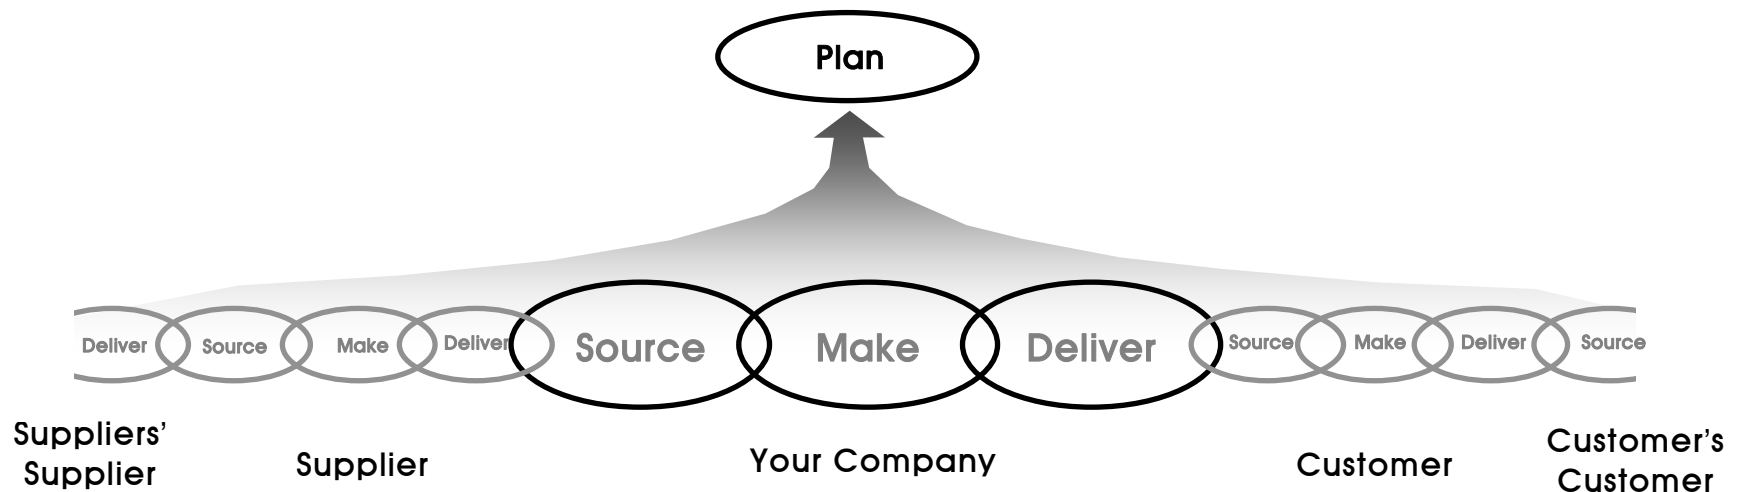 Plan
Deliver
Source
Make
Deliver
Source
Make
Deliver
Source
Make
Deliver
Source
Suppliers’
Supplier
Supplier
Your Company
Customer
Customer’s
Customer